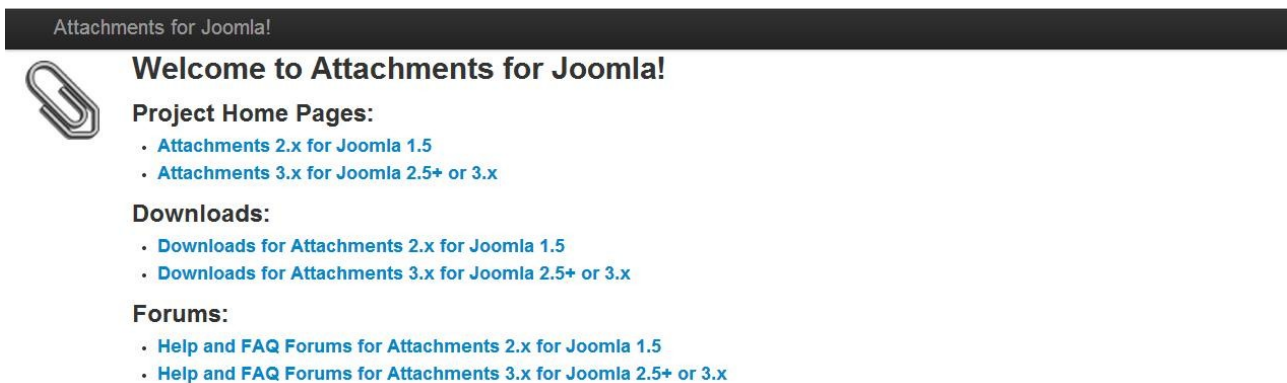 Attachments for Joomla!
Welcome to Attachments for Joomla!
Project Home Pages:
• Attachments 2.x for Joomla 1.5
• Attachments 3.x for Joomla 2.5+ or 3.x
Downloads:
• Downloads for Attachments 2.x for Joomla 1.5
• Downloads for Attachments 3.x for Joomla 2.5+ or 3.x
Forums:
• Help and FAQ Forums for Attachments 2.x for Joomla 1.5
• Help and FAQ Forums for Attachments 3.x for Joomla 2.5+ or 3.x